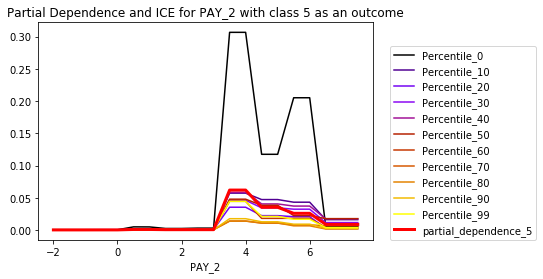 Partial Dependence and ICE for PAY_2 with class 5 as an outcome
0.30
0.25
0.20
0.15
0.10
0.05
0.00
−2
0
2
4
6
PAY_2
Percentile_0
Percentile_10
Percentile_20
Percentile_30
Percentile_40
Percentile_50
Percentile_60
Percentile_70
Percentile_80
Percentile_90
Percentile_99
partial_dependence_5